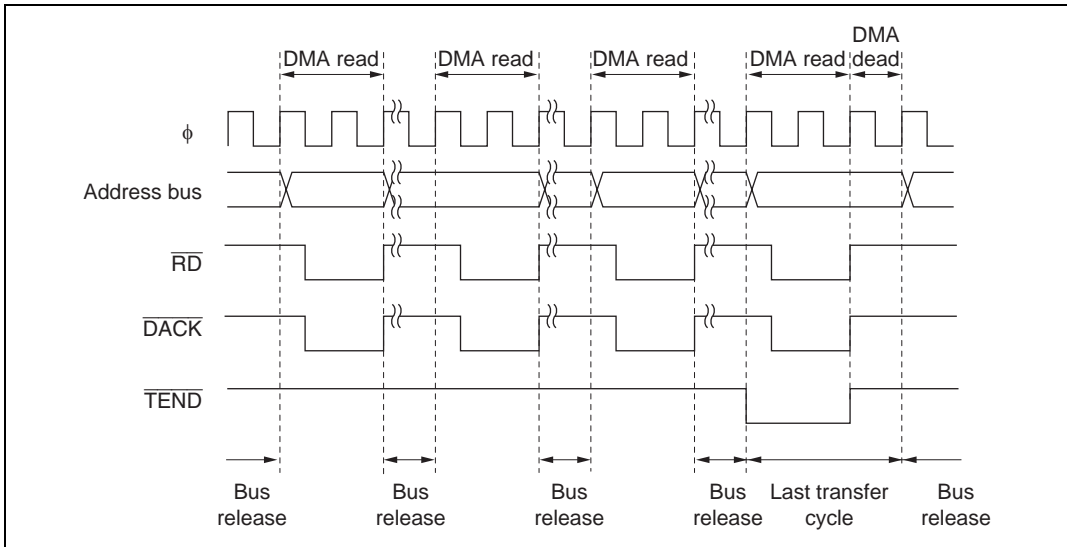 DMA
DMA read DMA read DMA read DMA read dead
φ
Address bus
RD
DACK
TEND
Bus release Bus release Bus release Bus release Last transfer cycle Bus release